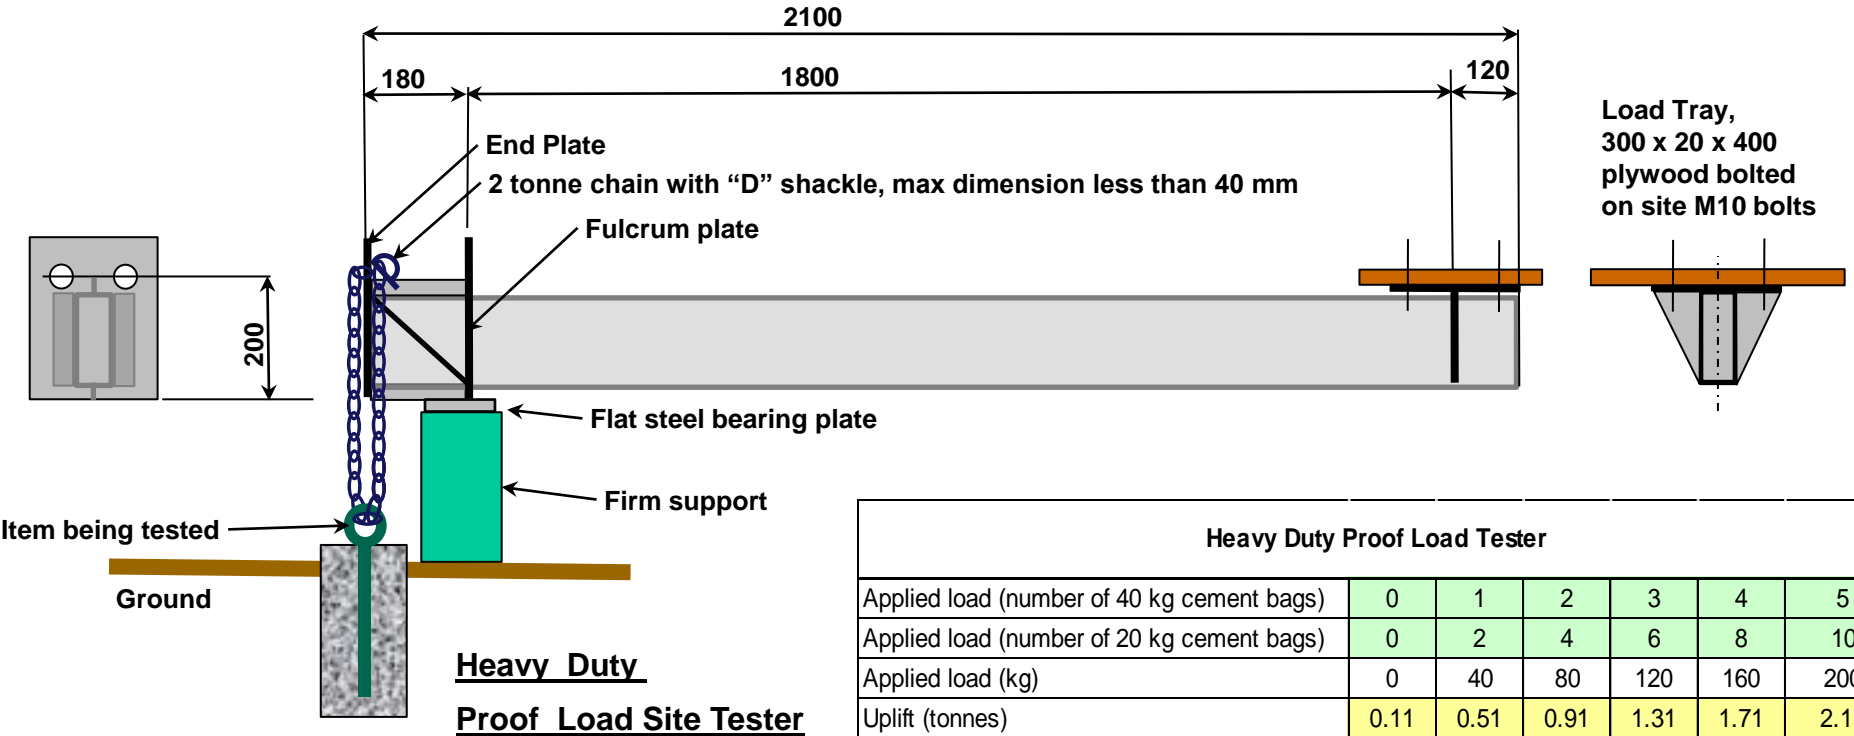 2100
180
1800
120
End Plate
2 tonne chain with “D” shackle, max dimension less than 40 mm
Fulcrum plate
Load Tray,
300 x 20 x 400
plywood bolted
on site M10 bolts
200
Flat steel bearing plate
Firm support
Item being tested
Ground
Heavy Duty
Proof Load Site Tester
Heavy Duty Proof Load Tester
Applied load (number of 40 kg cement bags) 0 1 2 3 4 5
Applied load (number of 20 kg cement bags) 0 2 4 6 8 10
Applied load (kg) 0 40 80 120 160 200
Uplift (tonnes) 0.11 0.51 0.91 1.31 1.71 2.1